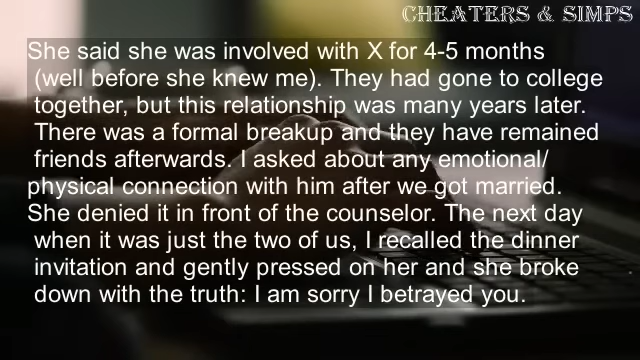 CHEATERS & SIMPS
She said she was involved with X for 4-5 months
(well before she knew me). They had gone to college
together, but this relationship was many years later.
There was a formal breakup and they have remained
friends afterwards. I asked about any emotional/
physical connection with him after we got married.
She denied it in front of the counselor. The next day
when it was just the two of us, I recalled the dinner
invitation and gently pressed on her and she broke
down with the truth: I am sorry I betrayed you.